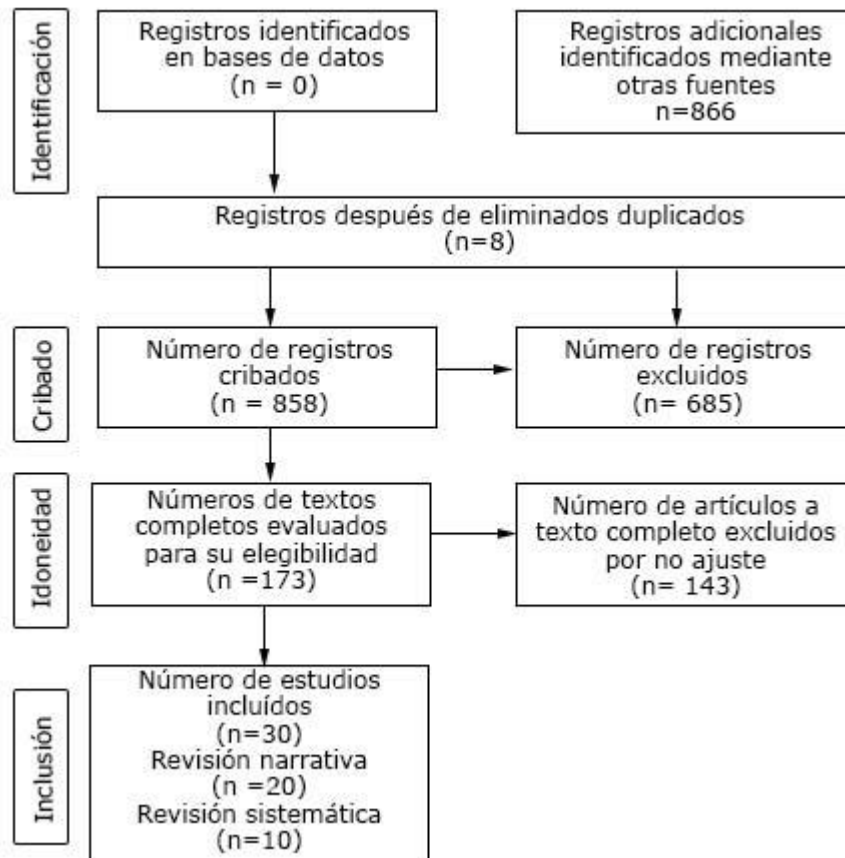 Identificación
Registros identificados
en bases de datos
(n = 0)
Registros adicionales
identificados mediante
otras fuentes
n=866
Registros después de eliminados duplicados
(n=8)
Cribado
Número de registros
cribados
(n = 858)
Número de registros
excluidos
(n= 685)
Idoneidad
Números de textos
completos evaluados
para su elegibilidad
(n =173)
Número de artículos a
texto completo excluidos
por no ajuste
(n= 143)
Inclusión
Número de estudios
incluídos
(n=30)
Revisión narrativa
(n =20)
Revisión sistemática
(n=10)